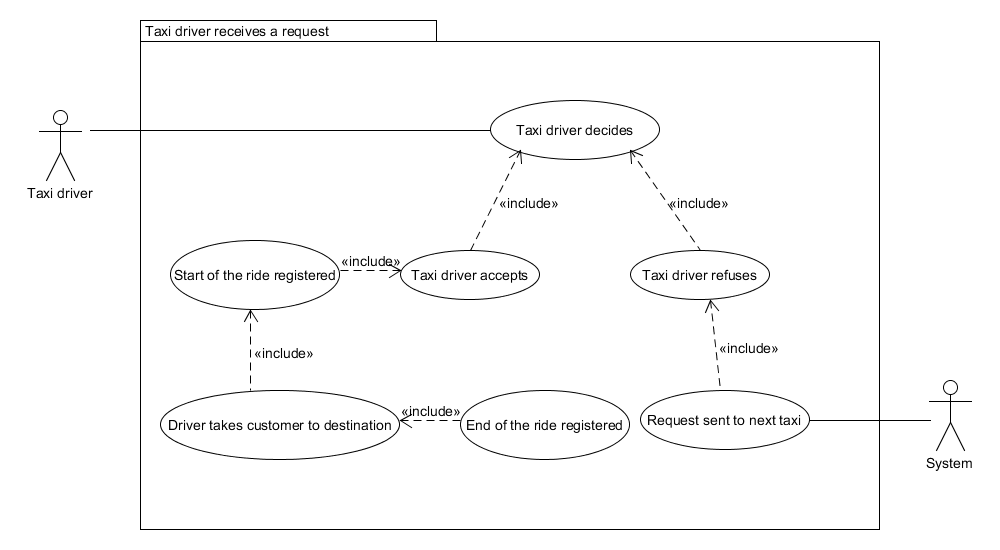 Taxi driver receives a request
Taxi driver decides
Taxi driver
«include»
«include»
«include»
Start of the ride registered
Taxi driver accepts
Taxi driver refuses
«include»
«include»
«include»
Driver takes customer to destination
End of the ride registered
Request sent to next taxi
System